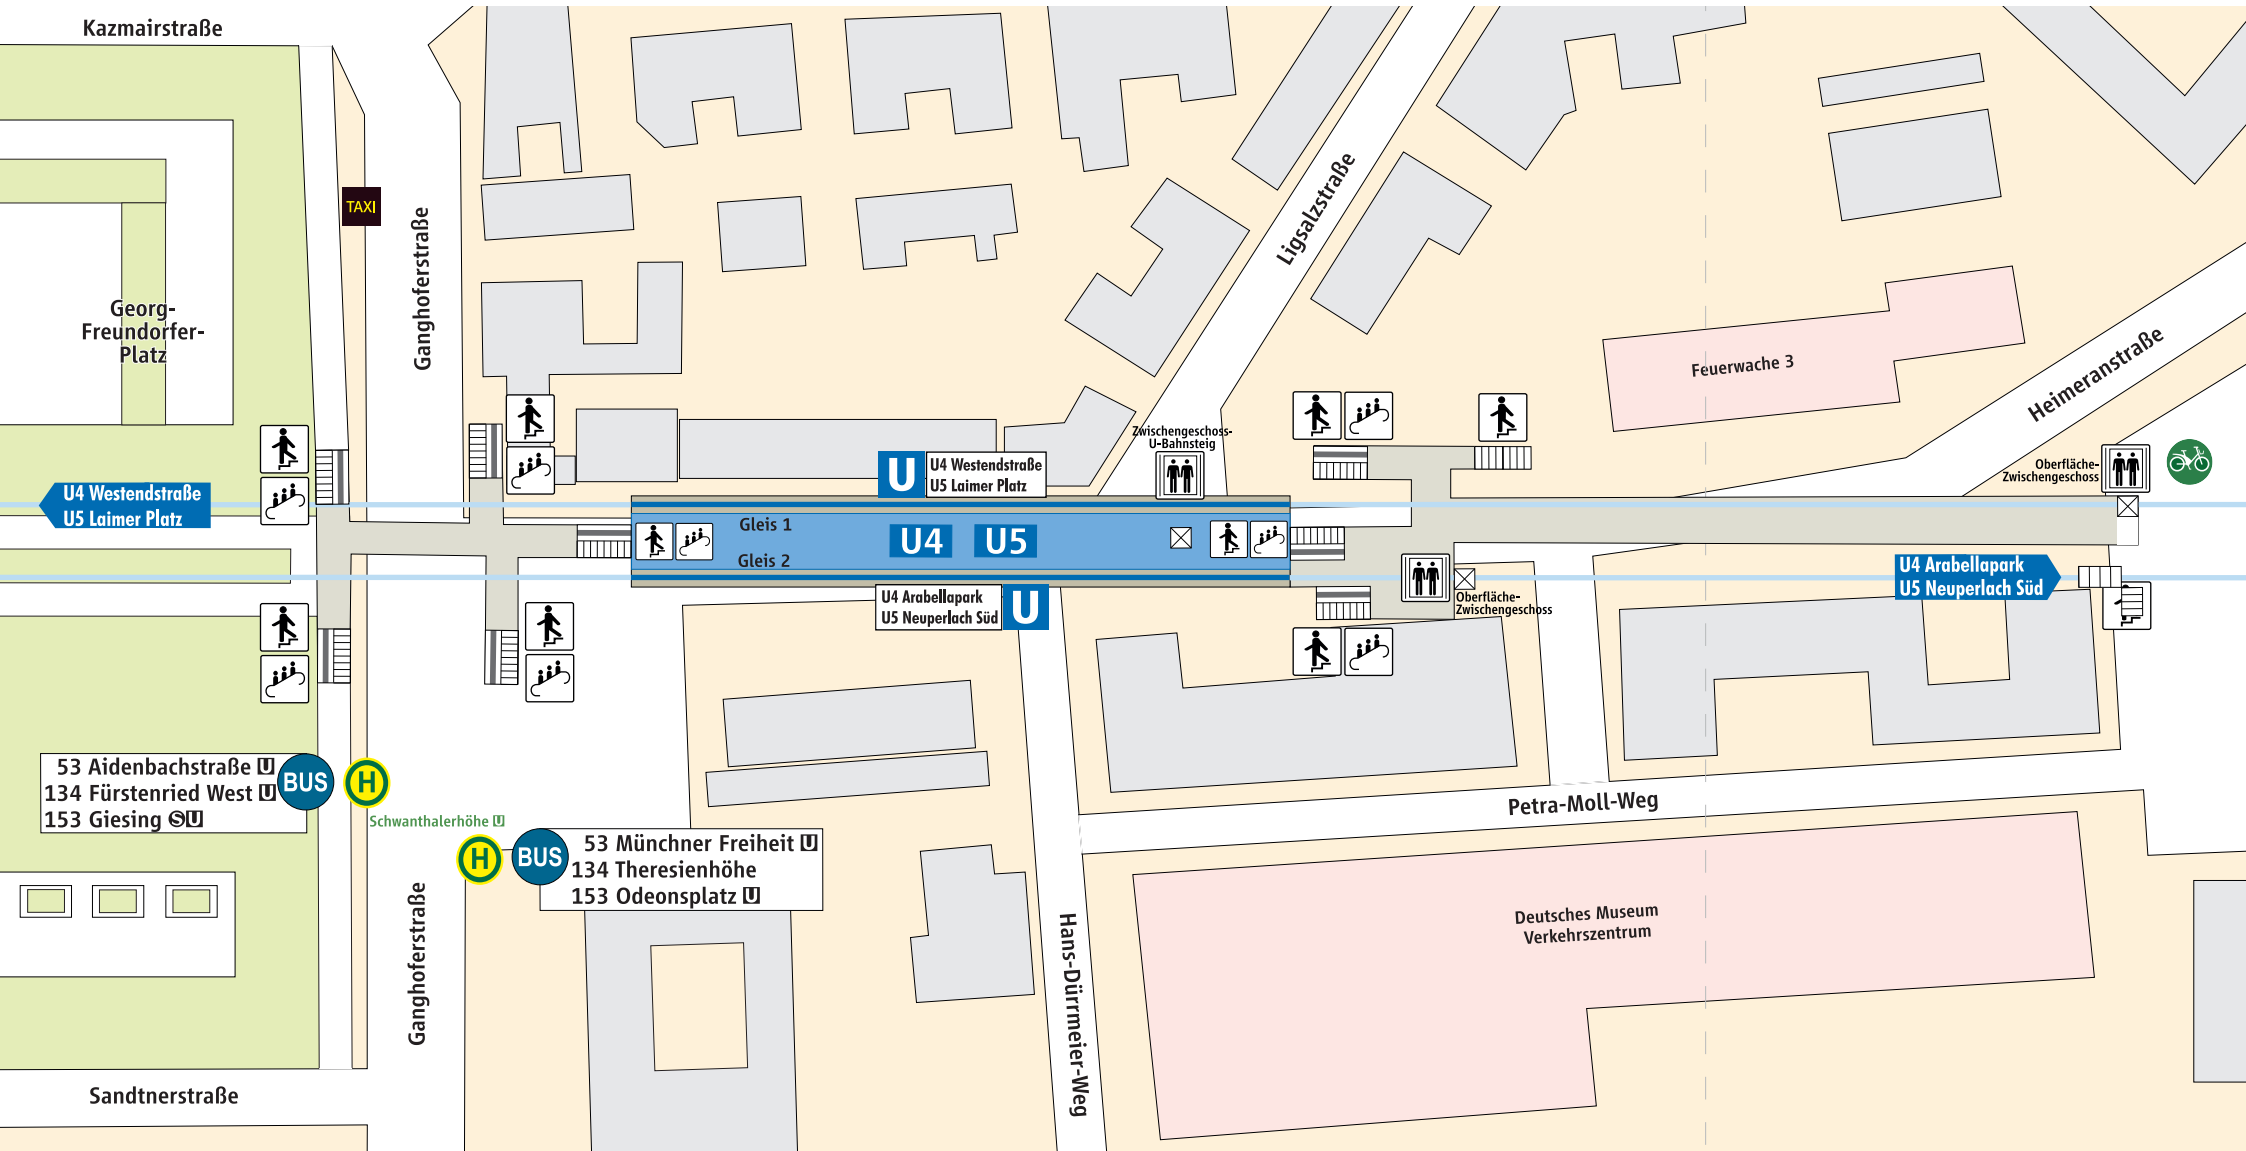 Kazmairstraße
TAXI
Ganghoferstraße
Ligsalzstraße
Georg-
Freundorfer-
Platz
Feuerwache 3
Heimeranstraße
Zwischengeschoss-
U-Bahnsteig
U
U4 Westendstraße
U5 Laimer Platz
Oberfläche-
Zwischengeschoss
U4 Westendstraße
U5 Laimer Platz
Gleis 1
U4 U5
Gleis 2
U4 Arabellapark
U5 Neuperlach Süd
U4 Arabellapark
U5 Neuperlach Süd
U
Oberfläche-
Zwischengeschoss
53 Aidenbachstraße U
134 Fürstenried West U
153 Giesing S U
BUS
H
Schwanthalerhöhe U
H
BUS
53 Münchner Freiheit U
134 Theresienhöhe
153 Odeonsplatz U
Petra-Moll-Weg
Ganghoferstraße
Hans-Dürrmeier-Weg
Deutsches Museum
Verkehrszentrum
Sandtnerstraße